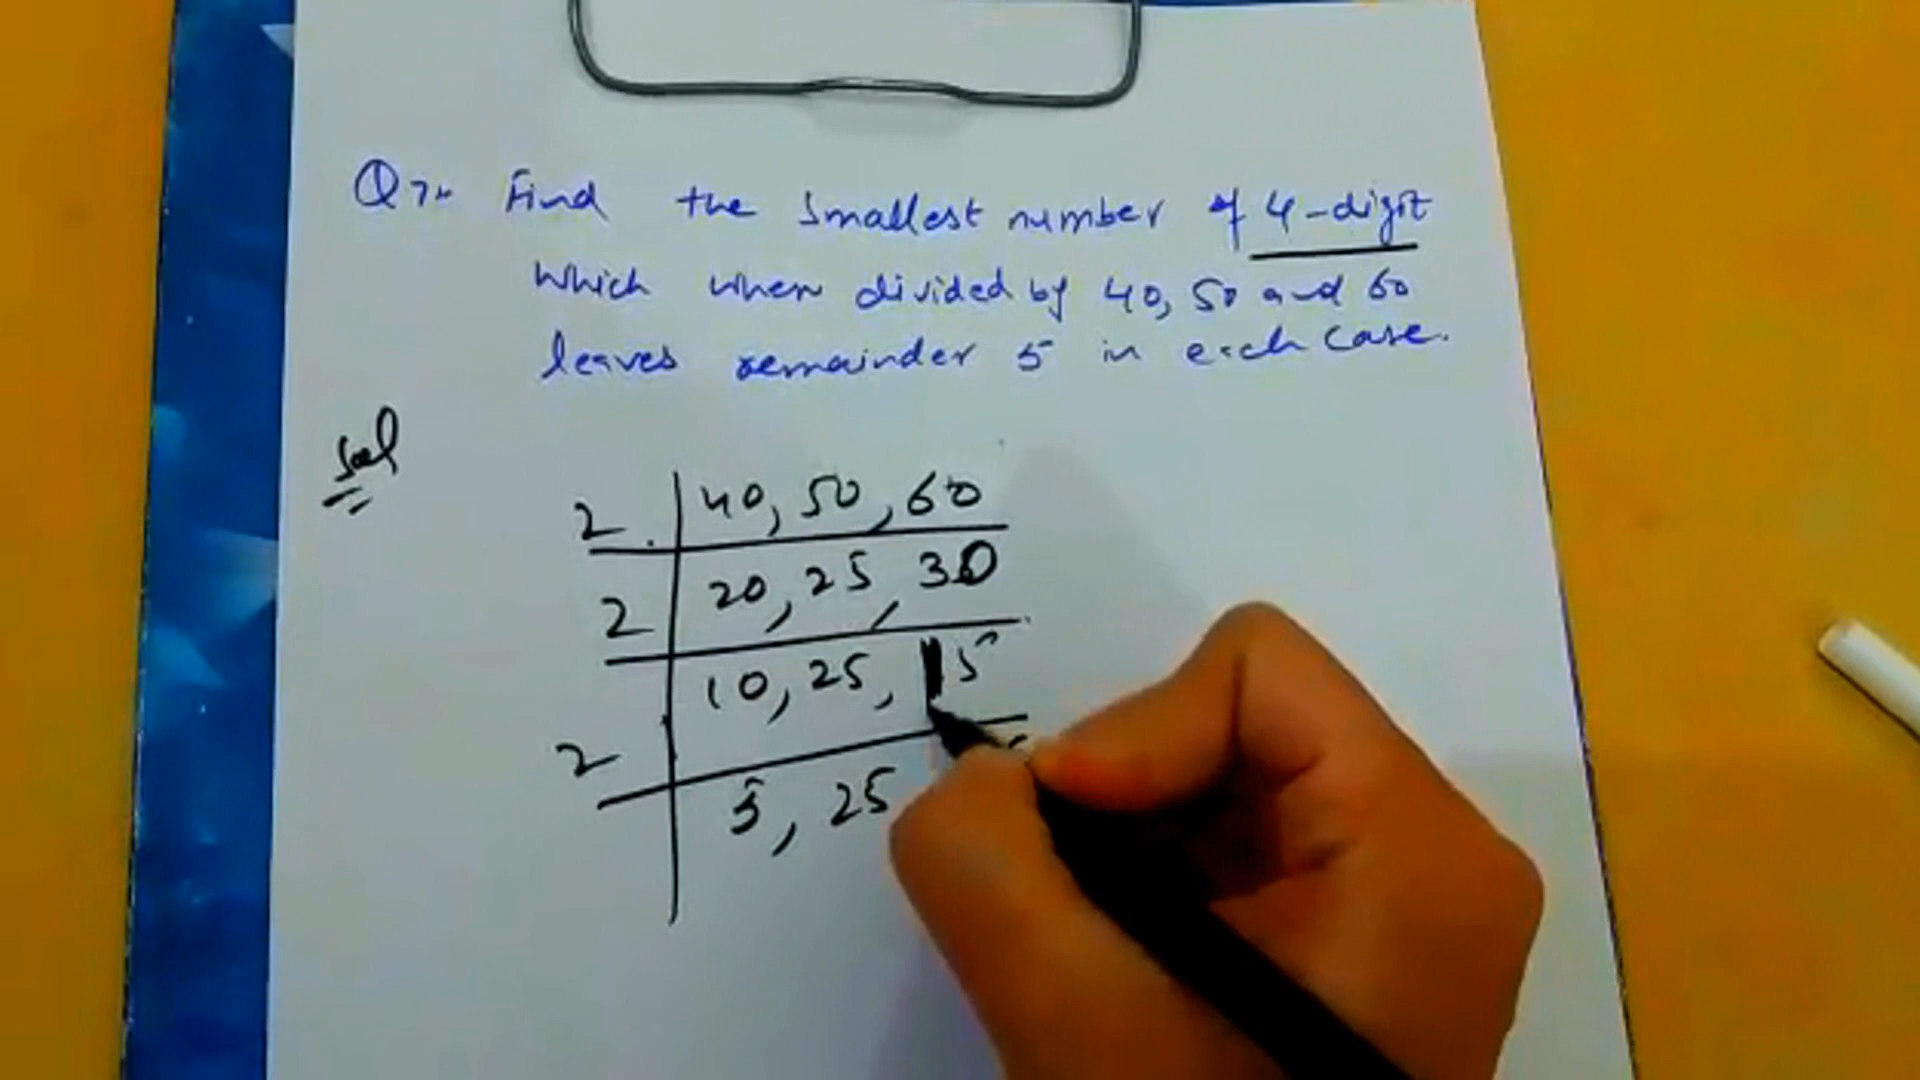 Q7:- Find the smallest number of 4-digit
which when divided by 40, 50 and 60
leaves remainder 5 in each case.
Sol
2 40, 50, 60
2 20, 25, 30
2 10, 25, 15
5, 25